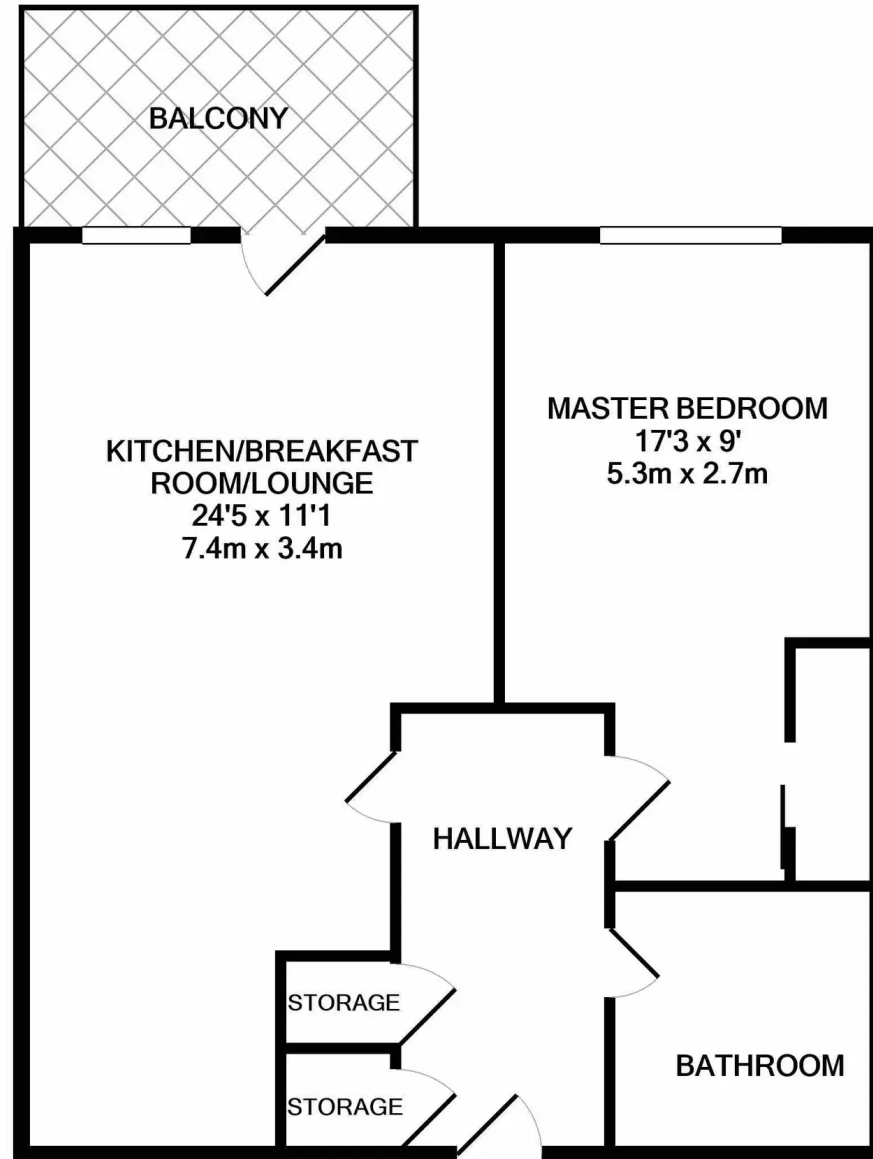 BALCONY
KITCHEN/BREAKFAST
ROOM/LOUNGE
24'5 x 11'1
7.4m x 3.4m
MASTER BEDROOM
17'3 x 9'
5.3m x 2.7m
HALLWAY
STORAGE
STORAGE
BATHROOM